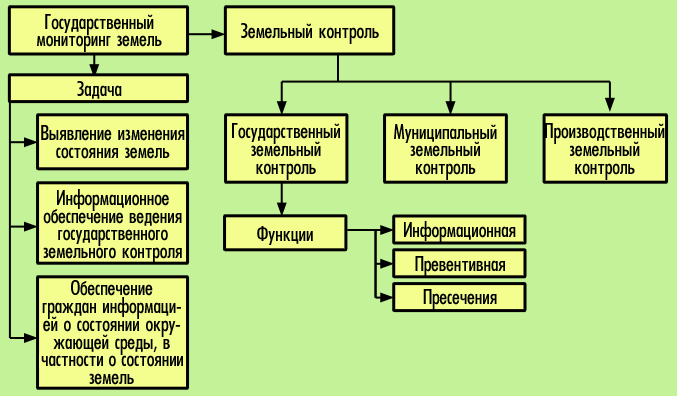 Государственный
мониторинг земель
Земельный контроль
Задача
Выявление изменения
состояния земель
Информационное
обеспечение ведения
государственного
земельного контроля
Обеспечение
граждан информаци-
ей о состоянии окру-
жающей среды, в
частности о состоянии
земель
Государственный
земельный
контроль
Муниципальный
земельный
контроль
Производственный
земельный
контроль
Функции
Информационная
Превентивная
Пресечения